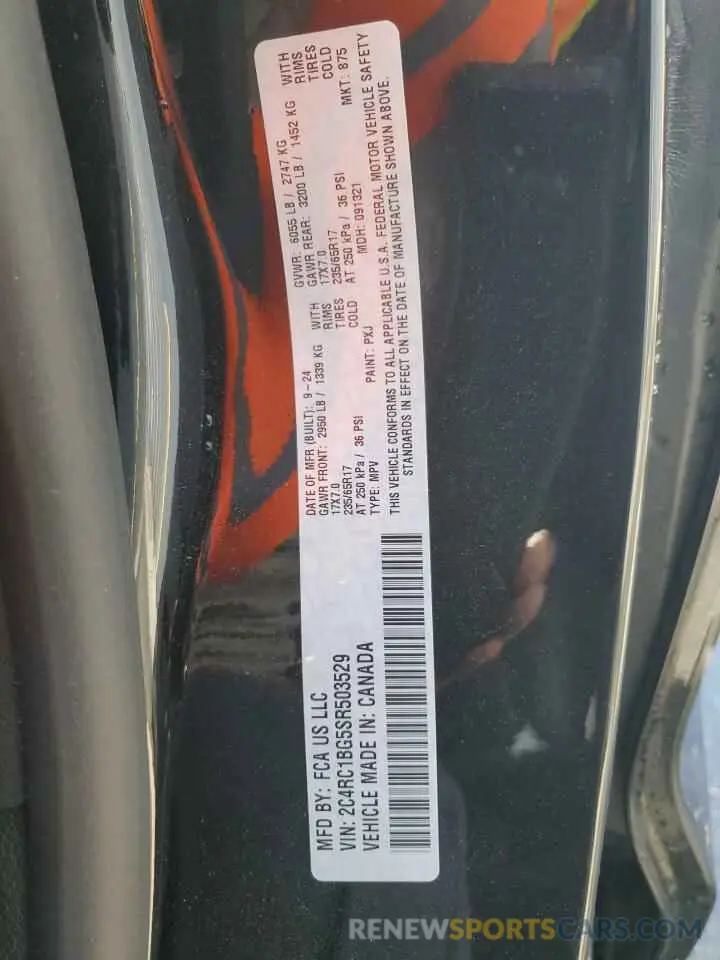 MFD BY: FCA US LLC
VIN: 2C4RC1BG5SR503529
VEHICLE MADE IN: CANADA
DATE OF MFR (BUILT): 9-24
GVWR: 6055 LB / 2747 KG
GAWR FRONT: 2950 LB / 1339 KG WITH
GAWR REAR: 3200 LB / 1452 KG WITH
17X7.0 RIMS
17X7.0 RIMS
235/65R17 TIRES
235/65R17 TIRES
AT 250 kPa / 36 PSI COLD
AT 250 kPa / 36 PSI COLD
TYPE: MPV PAINT: PXJ MDH: 091321 MKT: 875
THIS VEHICLE CONFORMS TO ALL APPLICABLE U.S.A. FEDERAL MOTOR VEHICLE SAFETY
STANDARDS IN EFFECT ON THE DATE OF MANUFACTURE SHOWN ABOVE.
RENEWSPORTSCARS.COM